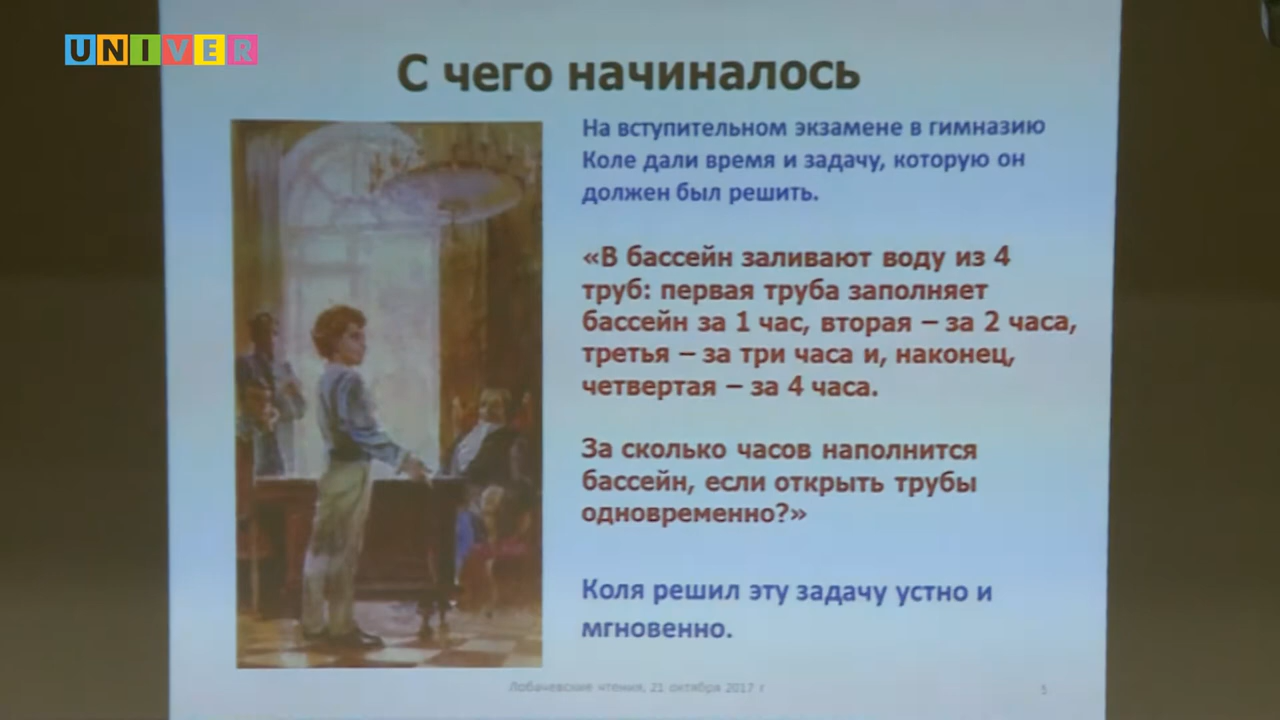 UNIVER
С чего начиналось
На вступительном экзамене в гимназию
Коле дали время и задачу, которую он
должен был решить.
«В бассейн заливают воду из 4
труб: первая труба заполняет
бассейн за 1 час, вторая – за 2 часа,
третья – за три часа и, наконец,
четвертая – за 4 часа.
За сколько часов наполнится
бассейн, если открыть трубы
одновременно?»
Коля решил эту задачу устно и
мгновенно.
Лобачевские чтения, 21 октября 2017 г
5